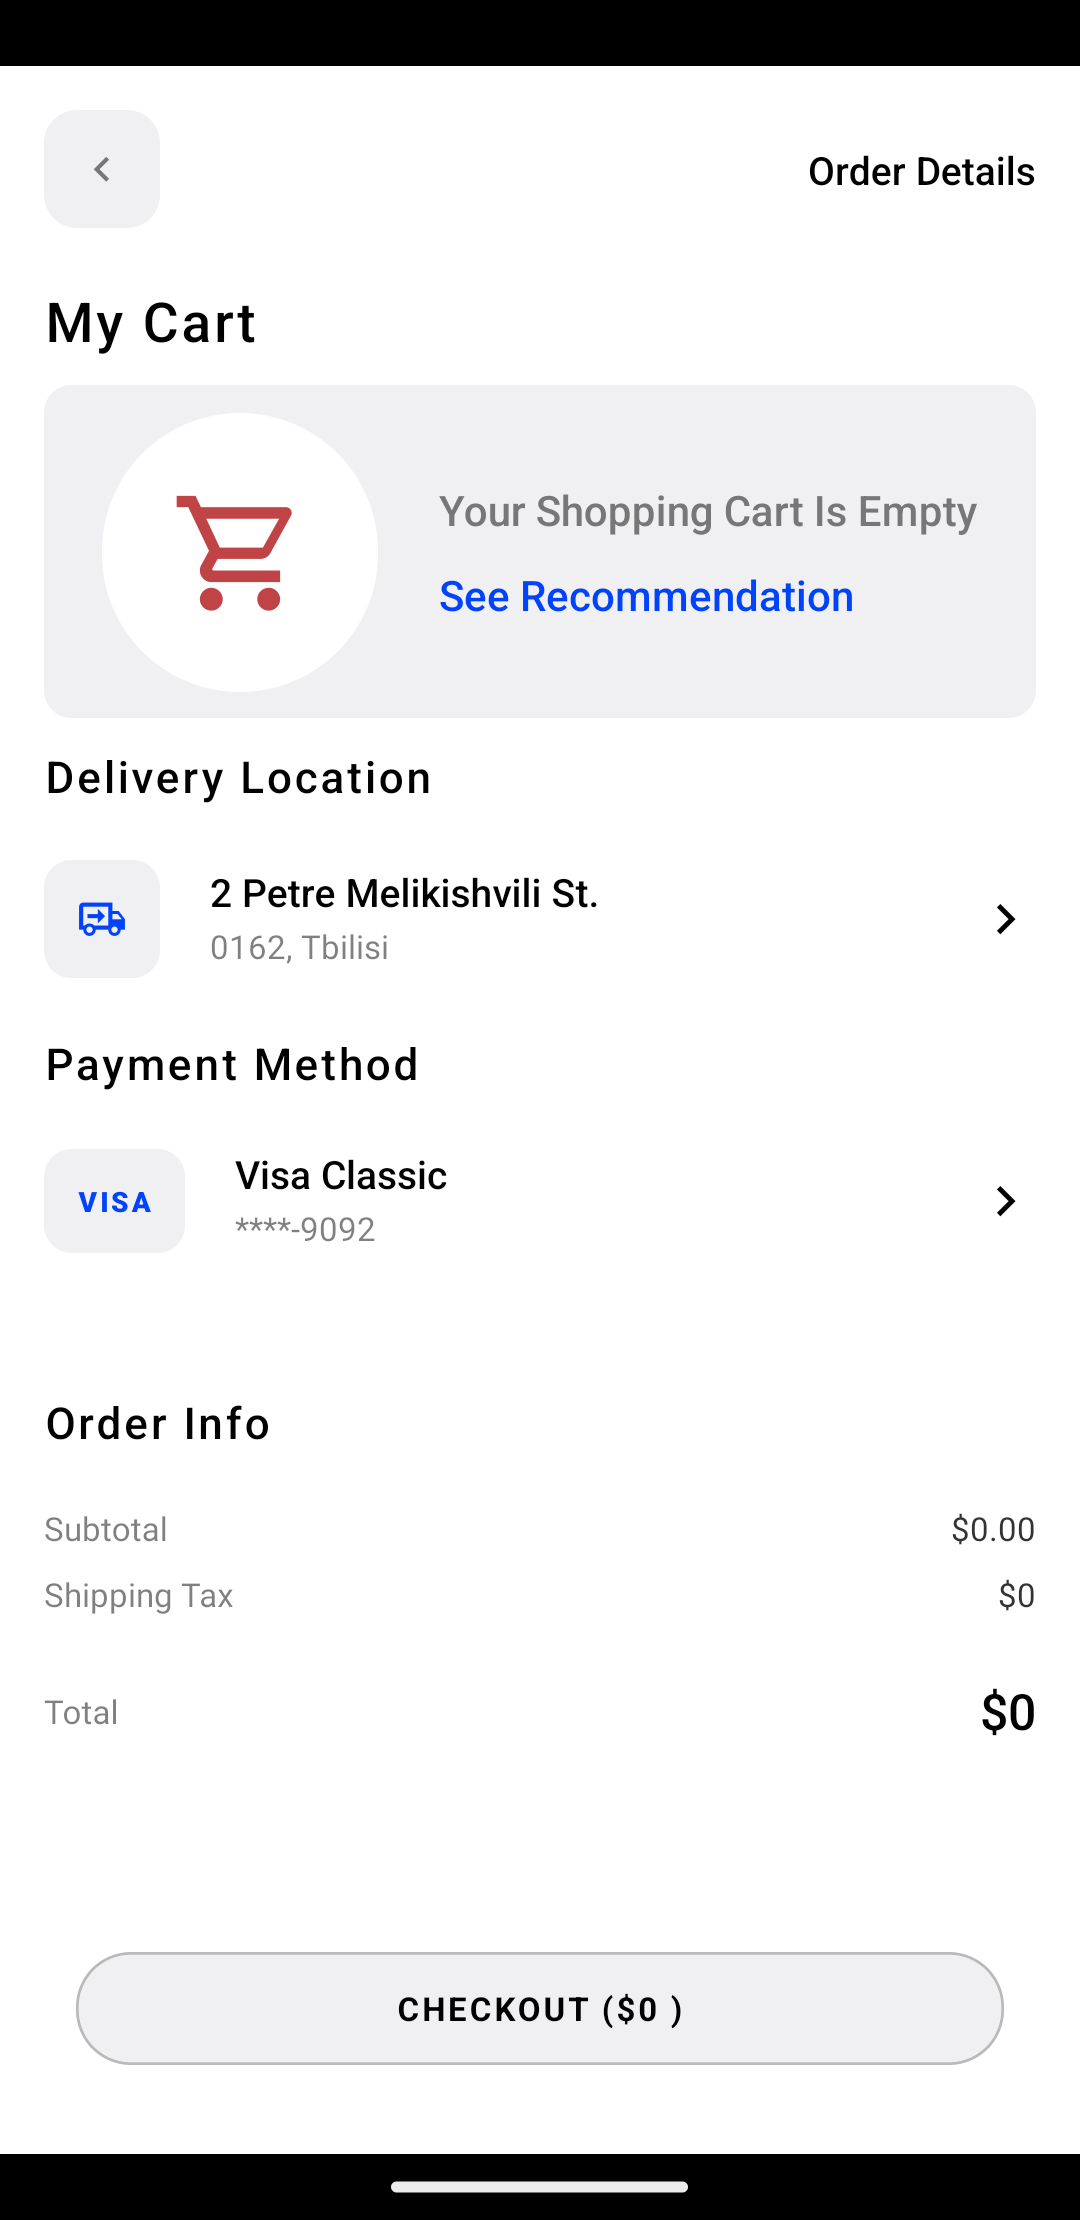 Order Details
My Cart
Your Shopping Cart Is Empty
See Recommendation
Delivery Location
2 Petre Melikishvili St.
0162, Tbilisi
Payment Method
VISA
Visa Classic
****-9092
Order Info
Subtotal $0.00
Shipping Tax $0
Total $0
CHECKOUT ($0 )